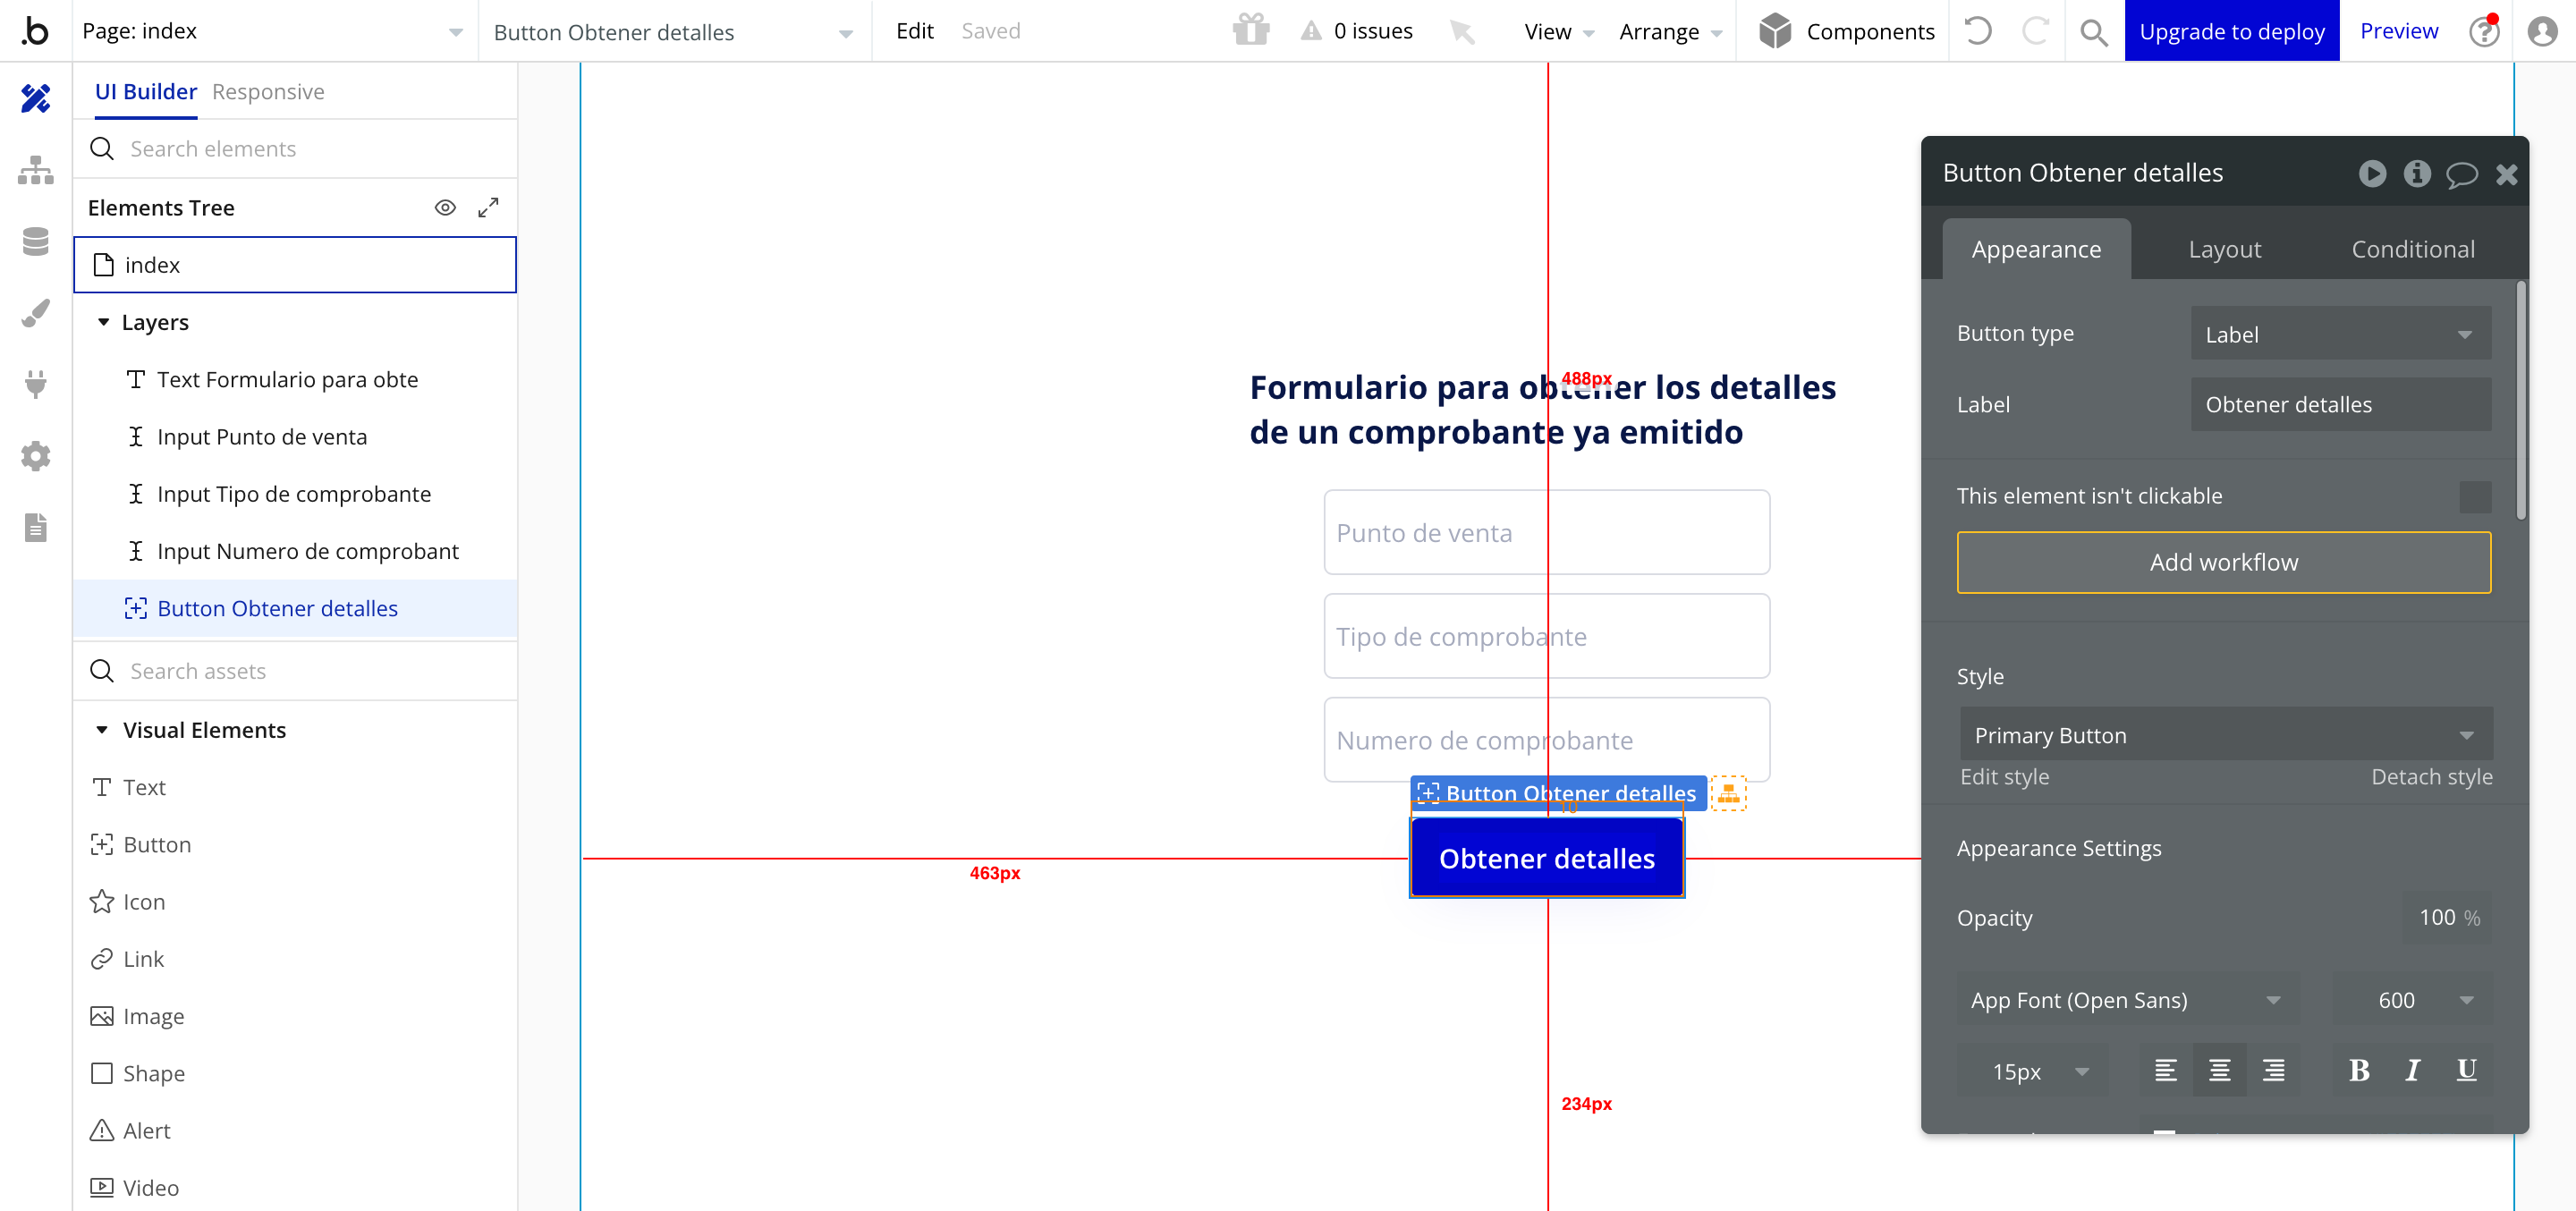 .b
Page: index
Button Obtener detalles
Edit
Saved
0 issues
View
Arrange
Components
Upgrade to deploy
Preview
UI Builder
Responsive
Search elements
Elements Tree
index
Layers
Text Formulario para obte
Input Punto de venta
Input Tipo de comprobante
Input Numero de comprobant
Button Obtener detalles
Search assets
Visual Elements
Text
Button
Icon
Link
Image
Shape
Alert
Video
488px
Formulario para obtener los detalles
de un comprobante ya emitido
Punto de venta
Tipo de comprobante
Numero de comprobante
Button Obtener detalles
10
Obtener detalles
463px
234px
Button Obtener detalles
Appearance
Layout
Conditional
Button type
Label
Label
Obtener detalles
This element isn't clickable
Add workflow
Style
Primary Button
Edit style
Detach style
Appearance Settings
Opacity
100 %
App Font (Open Sans)
600
15px
B
I
U